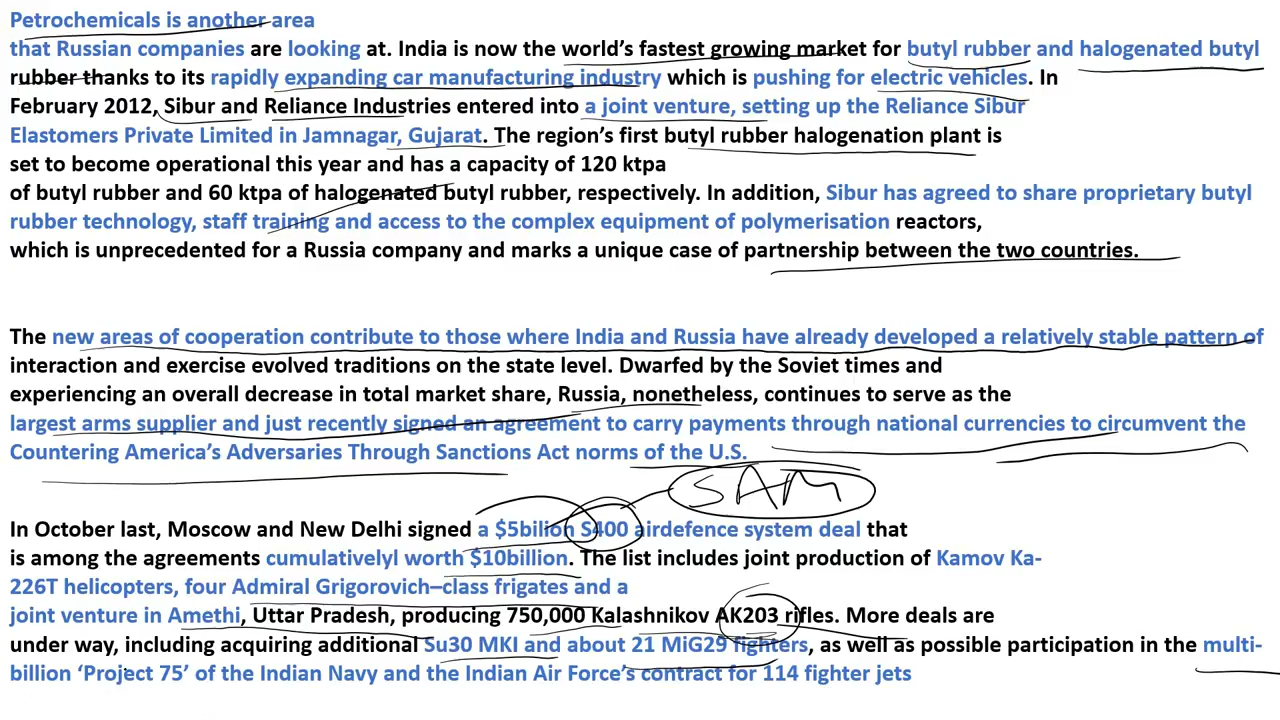 Petrochemicals is another area
that Russian companies are looking at. India is now the world's fastest growing market for butyl rubber and halogenated butyl
rubber thanks to its rapidly expanding car manufacturing industry which is pushing for electric vehicles. In
February 2012, Sibur and Reliance Industries entered into a joint venture, setting up the Reliance Sibur
Elastomers Private Limited in Jamnagar, Gujarat. The region's first butyl rubber halogenation plant is
set to become operational this year and has a capacity of 120 ktpa
of butyl rubber and 60 ktpa of halogenated butyl rubber, respectively. In addition, Sibur has agreed to share proprietary butyl
rubber technology, staff training and access to the complex equipment of polymerisation reactors,
which is unprecedented for a Russia company and marks a unique case of partnership between the two countries.
The new areas of cooperation contribute to those where India and Russia have already developed a relatively stable pattern of
interaction and exercise evolved traditions on the state level. Dwarfed by the Soviet times and
experiencing an overall decrease in total market share, Russia, nonetheless, continues to serve as the
largest arms supplier and just recently signed an agreement to carry payments through national currencies to circumvent the
Countering America's Adversaries Through Sanctions Act norms of the U.S.
SAM
In October last, Moscow and New Delhi signed a $5bilion S400 airdefence system deal that
is among the agreements cumulativelyl worth $10billion. The list includes joint production of Kamov Ka-
226T helicopters, four Admiral Grigorovich–class frigates and a
joint venture in Amethi, Uttar Pradesh, producing 750,000 Kalashnikov AK203 rifles. More deals are
under way, including acquiring additional Su30 MKI and about 21 MiG29 fighters, as well as possible participation in the multi-
billion 'Project 75' of the Indian Navy and the Indian Air Force's contract for 114 fighter jets